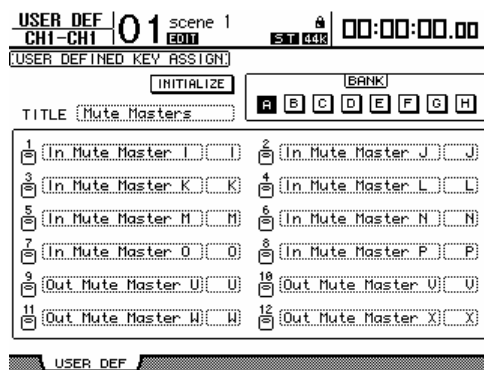 USER DEF 01 scene 1
CH1-CH1 EDIT ST 44K 00:00:00.00
USER DEFINED KEY ASSIGN
INITIALIZE BANK
TITLE Mute Masters A B C D E F G H
1 In Mute Master I I 2 In Mute Master J J
3 In Mute Master K K 4 In Mute Master L L
5 In Mute Master M M 6 In Mute Master N N
7 In Mute Master O O 8 In Mute Master P P
9 Out Mute Master U U 10 Out Mute Master V V
11 Out Mute Master W W 12 Out Mute Master X X
USER DEF